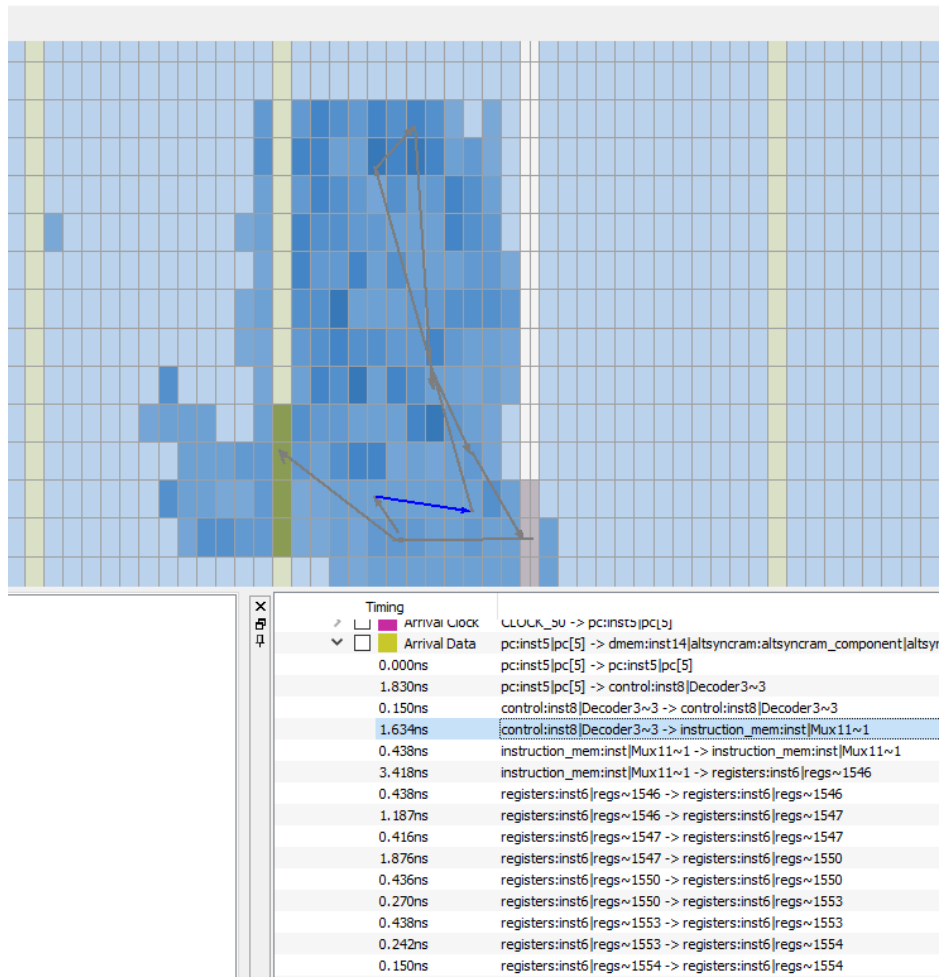 Timing
Arrival Clock CLOCK_50 -> pc:inst5|pc[5]
Arrival Data pc:inst5|pc[5] -> dmem:inst14|altsyncram:altsyncram_component|altsyr
0.000ns pc:inst5|pc[5] -> pc:inst5|pc[5]
1.830ns pc:inst5|pc[5] -> control:inst8|Decoder3~3
0.150ns control:inst8|Decoder3~3 -> control:inst8|Decoder3~3
1.634ns control:inst8|Decoder3~3 -> instruction_mem:inst|Mux11~1
0.438ns instruction_mem:inst|Mux11~1 -> instruction_mem:inst|Mux11~1
3.418ns instruction_mem:inst|Mux11~1 -> registers:inst6|regs~1546
0.438ns registers:inst6|regs~1546 -> registers:inst6|regs~1546
1.187ns registers:inst6|regs~1546 -> registers:inst6|regs~1547
0.416ns registers:inst6|regs~1547 -> registers:inst6|regs~1547
1.876ns registers:inst6|regs~1547 -> registers:inst6|regs~1550
0.436ns registers:inst6|regs~1550 -> registers:inst6|regs~1550
0.270ns registers:inst6|regs~1550 -> registers:inst6|regs~1553
0.438ns registers:inst6|regs~1553 -> registers:inst6|regs~1553
0.242ns registers:inst6|regs~1553 -> registers:inst6|regs~1554
0.150ns registers:inst6|regs~1554 -> registers:inst6|regs~1554